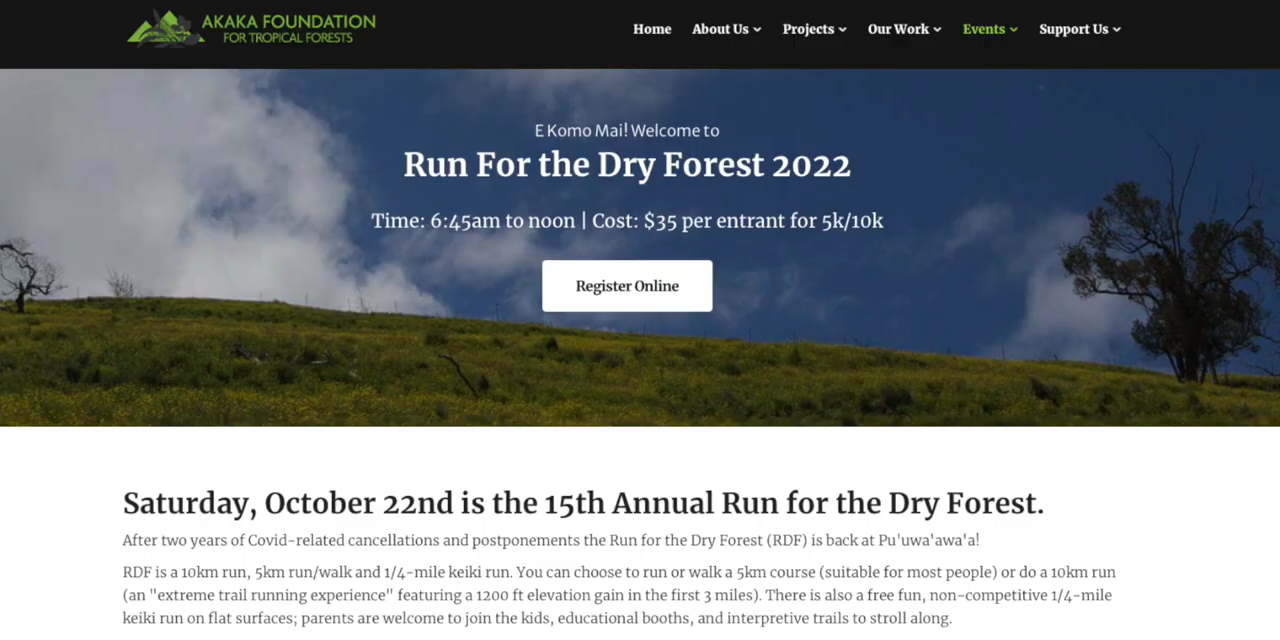 AKAKA FOUNDATION
FOR TROPICAL FORESTS
Home About Us Projects Our Work Events Support Us
E Komo Mai! Welcome to
Run For the Dry Forest 2022
Time: 6:45am to noon | Cost: $35 per entrant for 5k/10k
Register Online
Saturday, October 22nd is the 15th Annual Run for the Dry Forest.
After two years of Covid-related cancellations and postponements the Run for the Dry Forest (RDF) is back at Pu'uwa'awa'a!
RDF is a 10km run, 5km run/walk and 1/4-mile keiki run. You can choose to run or walk a 5km course (suitable for most people) or do a 10km run
(an "extreme trail running experience" featuring a 1200 ft elevation gain in the first 3 miles). There is also a free fun, non-competitive 1/4-mile
keiki run on flat surfaces; parents are welcome to join the kids, educational booths, and interpretive trails to stroll along.